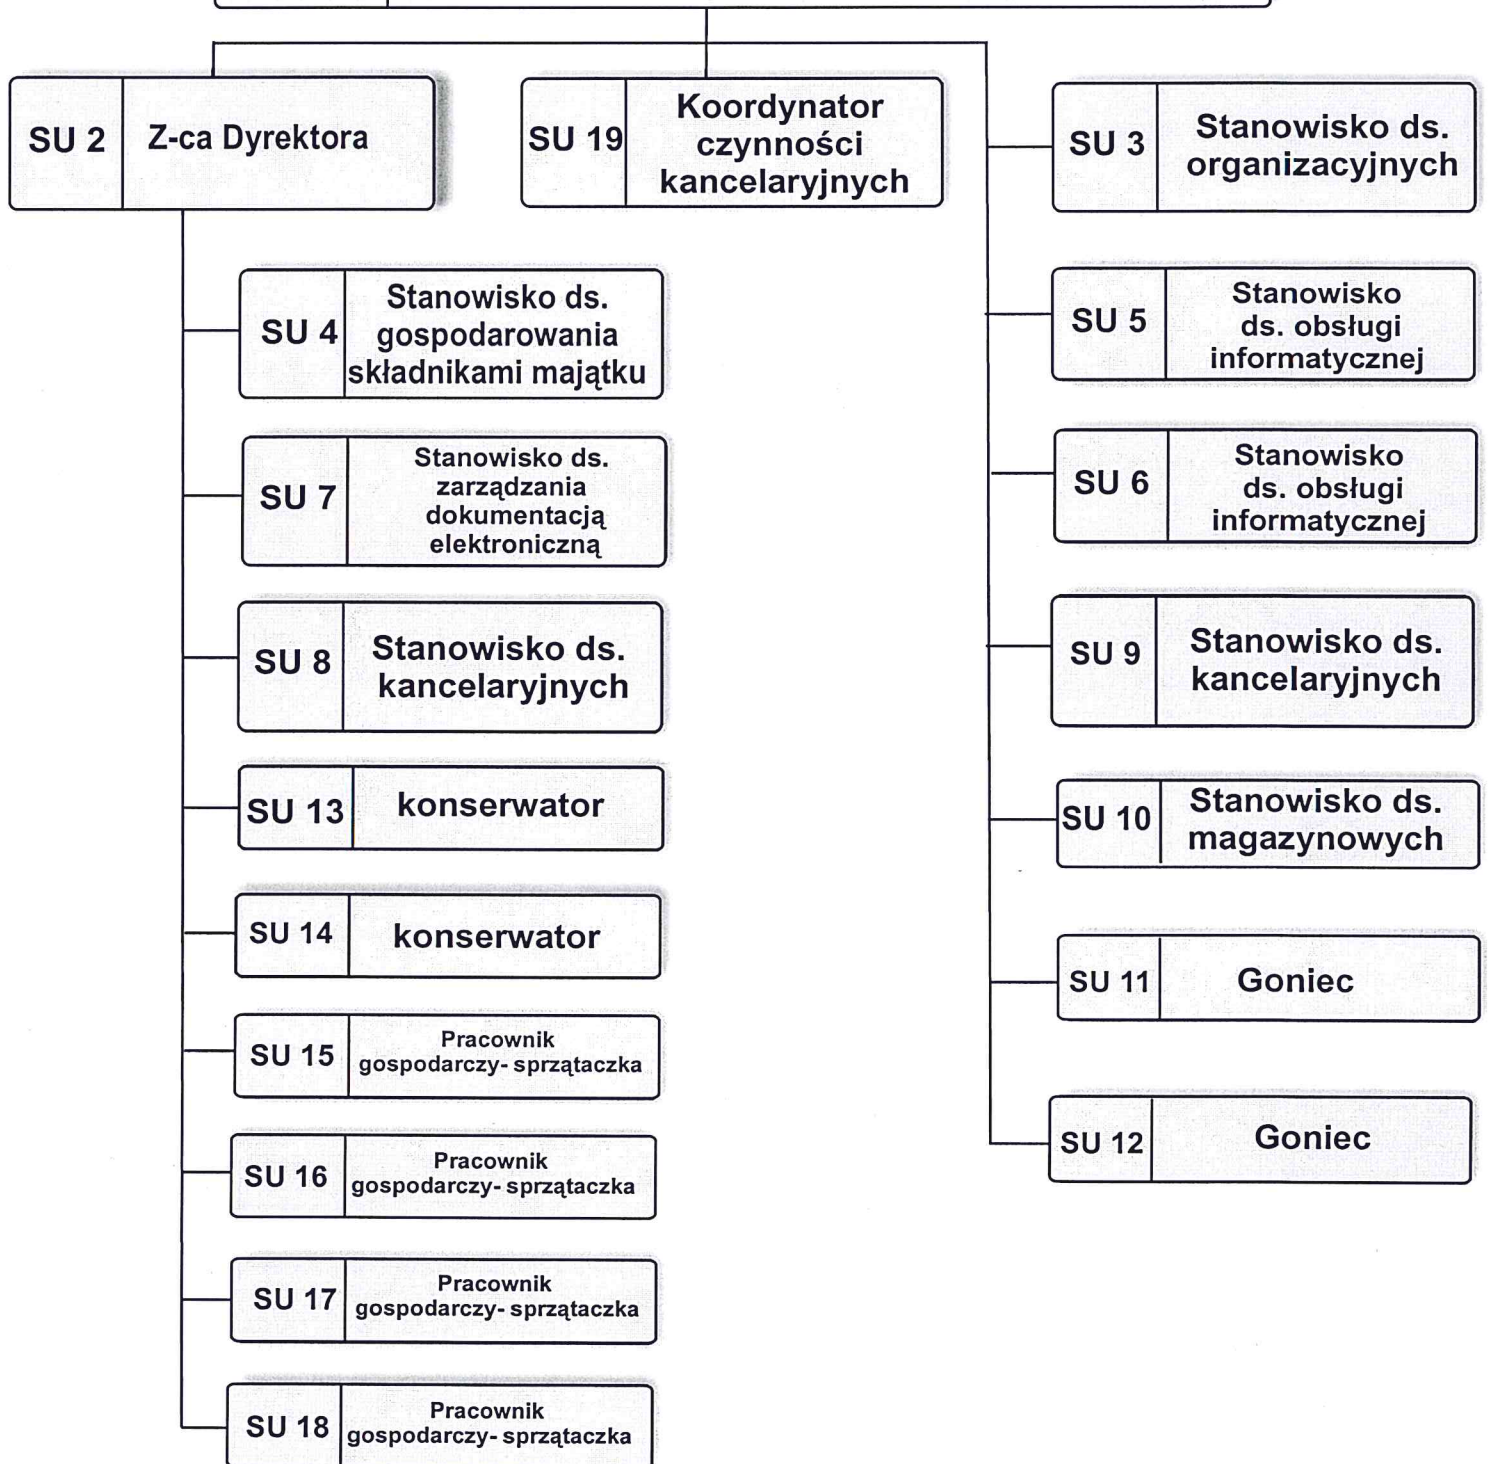 SU 2
Z-ca Dyrektora
SU 19
Koordynator
czynności
kancelaryjnych
SU 3
Stanowisko ds.
organizacyjnych
SU 4
Stanowisko ds.
gospodarowania
składnikami majątku
SU 5
Stanowisko
ds. obsługi
informatycznej
SU 7
Stanowisko ds.
zarządzania
dokumentacją
elektroniczną
SU 6
Stanowisko
ds. obsługi
informatycznej
SU 8
Stanowisko ds.
kancelaryjnych
SU 9
Stanowisko ds.
kancelaryjnych
SU 13
konserwator
SU 10
Stanowisko ds.
magazynowych
SU 14
konserwator
SU 11
Goniec
SU 15
Pracownik
gospodarczy- sprzątaczka
SU 12
Goniec
SU 16
Pracownik
gospodarczy- sprzątaczka
SU 17
Pracownik
gospodarczy- sprzątaczka
SU 18
Pracownik
gospodarczy- sprzątaczka